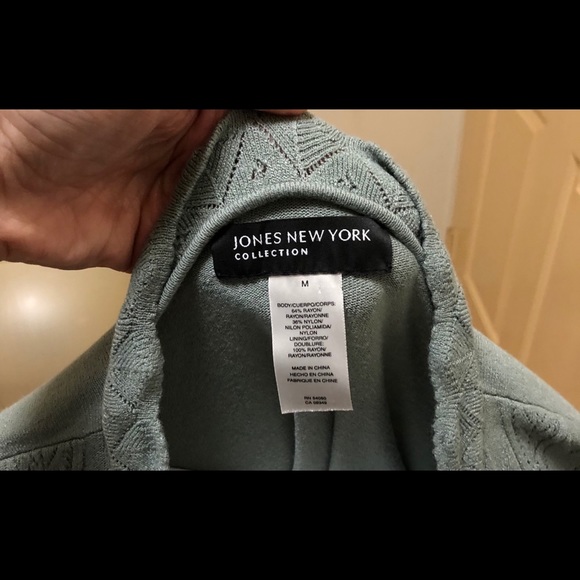 JONES NEW YORK
COLLECTION
M
BODY/CUERPO/CORPS:
64% RAYON/
RAYON/RAYONNE
36% NYLON/
NILON POLIAMIDA/
NYLON
LINING/FORRO/
DOUBLURE:
100% RAYON/
RAYON/RAYONNE
MADE IN CHINA
HECHO EN CHINA
FABRIQUE EN CHINE